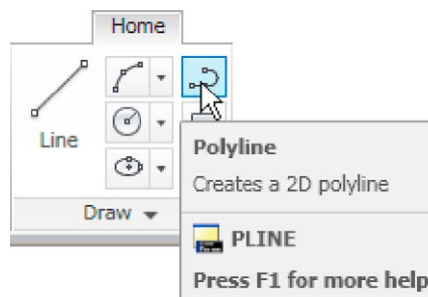 Home
Line
Draw
Polyline
Creates a 2D polyline
PLINE
Press F1 for more help